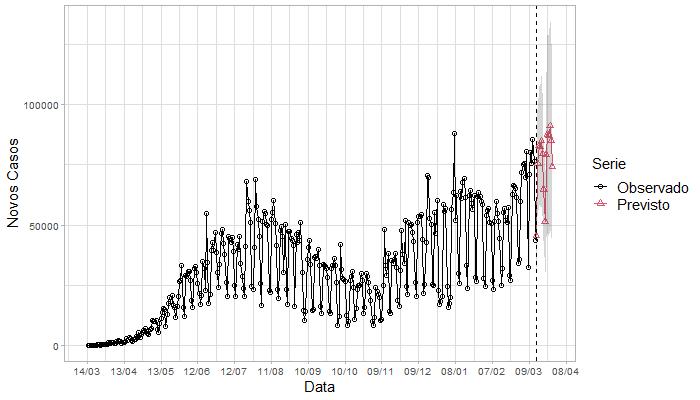 Novos Casos
100000
50000
0
14/03 13/04 13/05 12/06 12/07 11/08 10/09 10/10 09/11 09/12 08/01 07/02 09/03 08/04
Data
Serie
Observado
Previsto